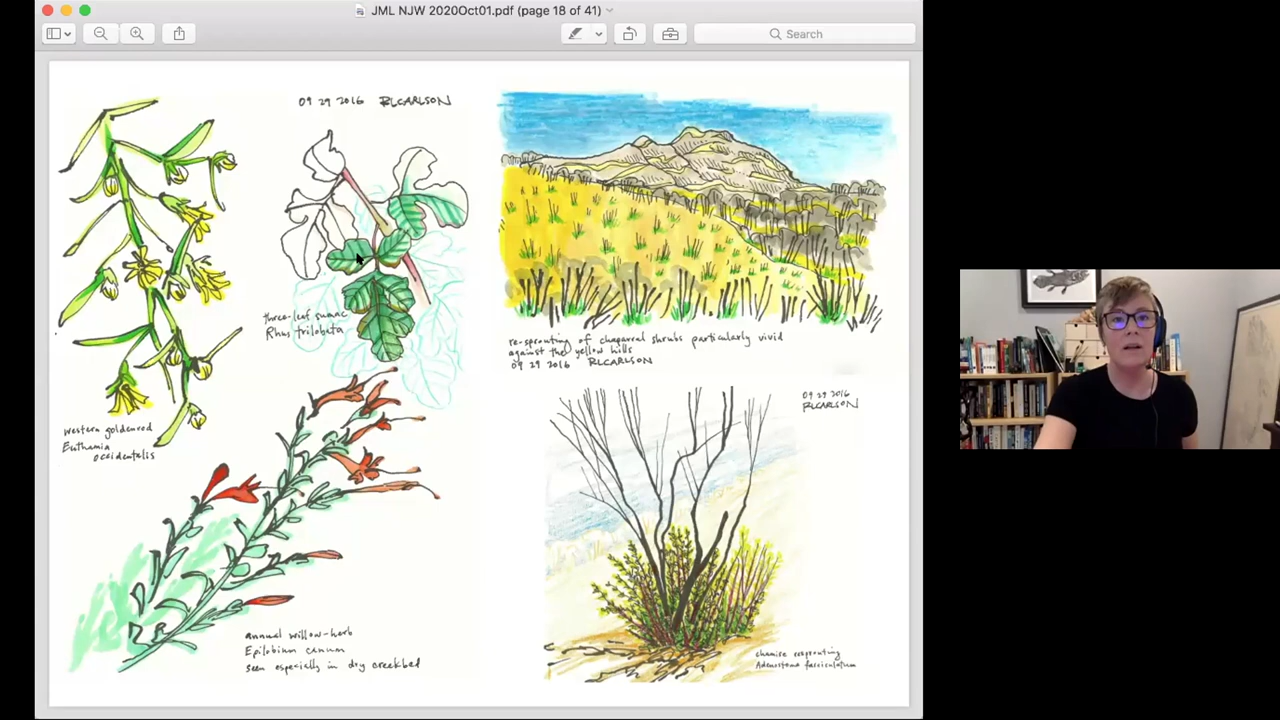 JML NJW 2020Oct01.pdf (page 18 of 41)
Search
09 29 2016 RLCARLSON
three-leaf sumac
Rhus trilobata
western goldenrod
Euthamia
occidentalis
annual willow-herb
Epilobium canum
seen especially in dry creekbed
re-sprouting of chaparral shrubs particularly vivid
against the yellow hills
09 29 2016 RLCARLSON
09 29 2016
RLCARLSON
chamise resprouting
Adenostoma fasciculatum